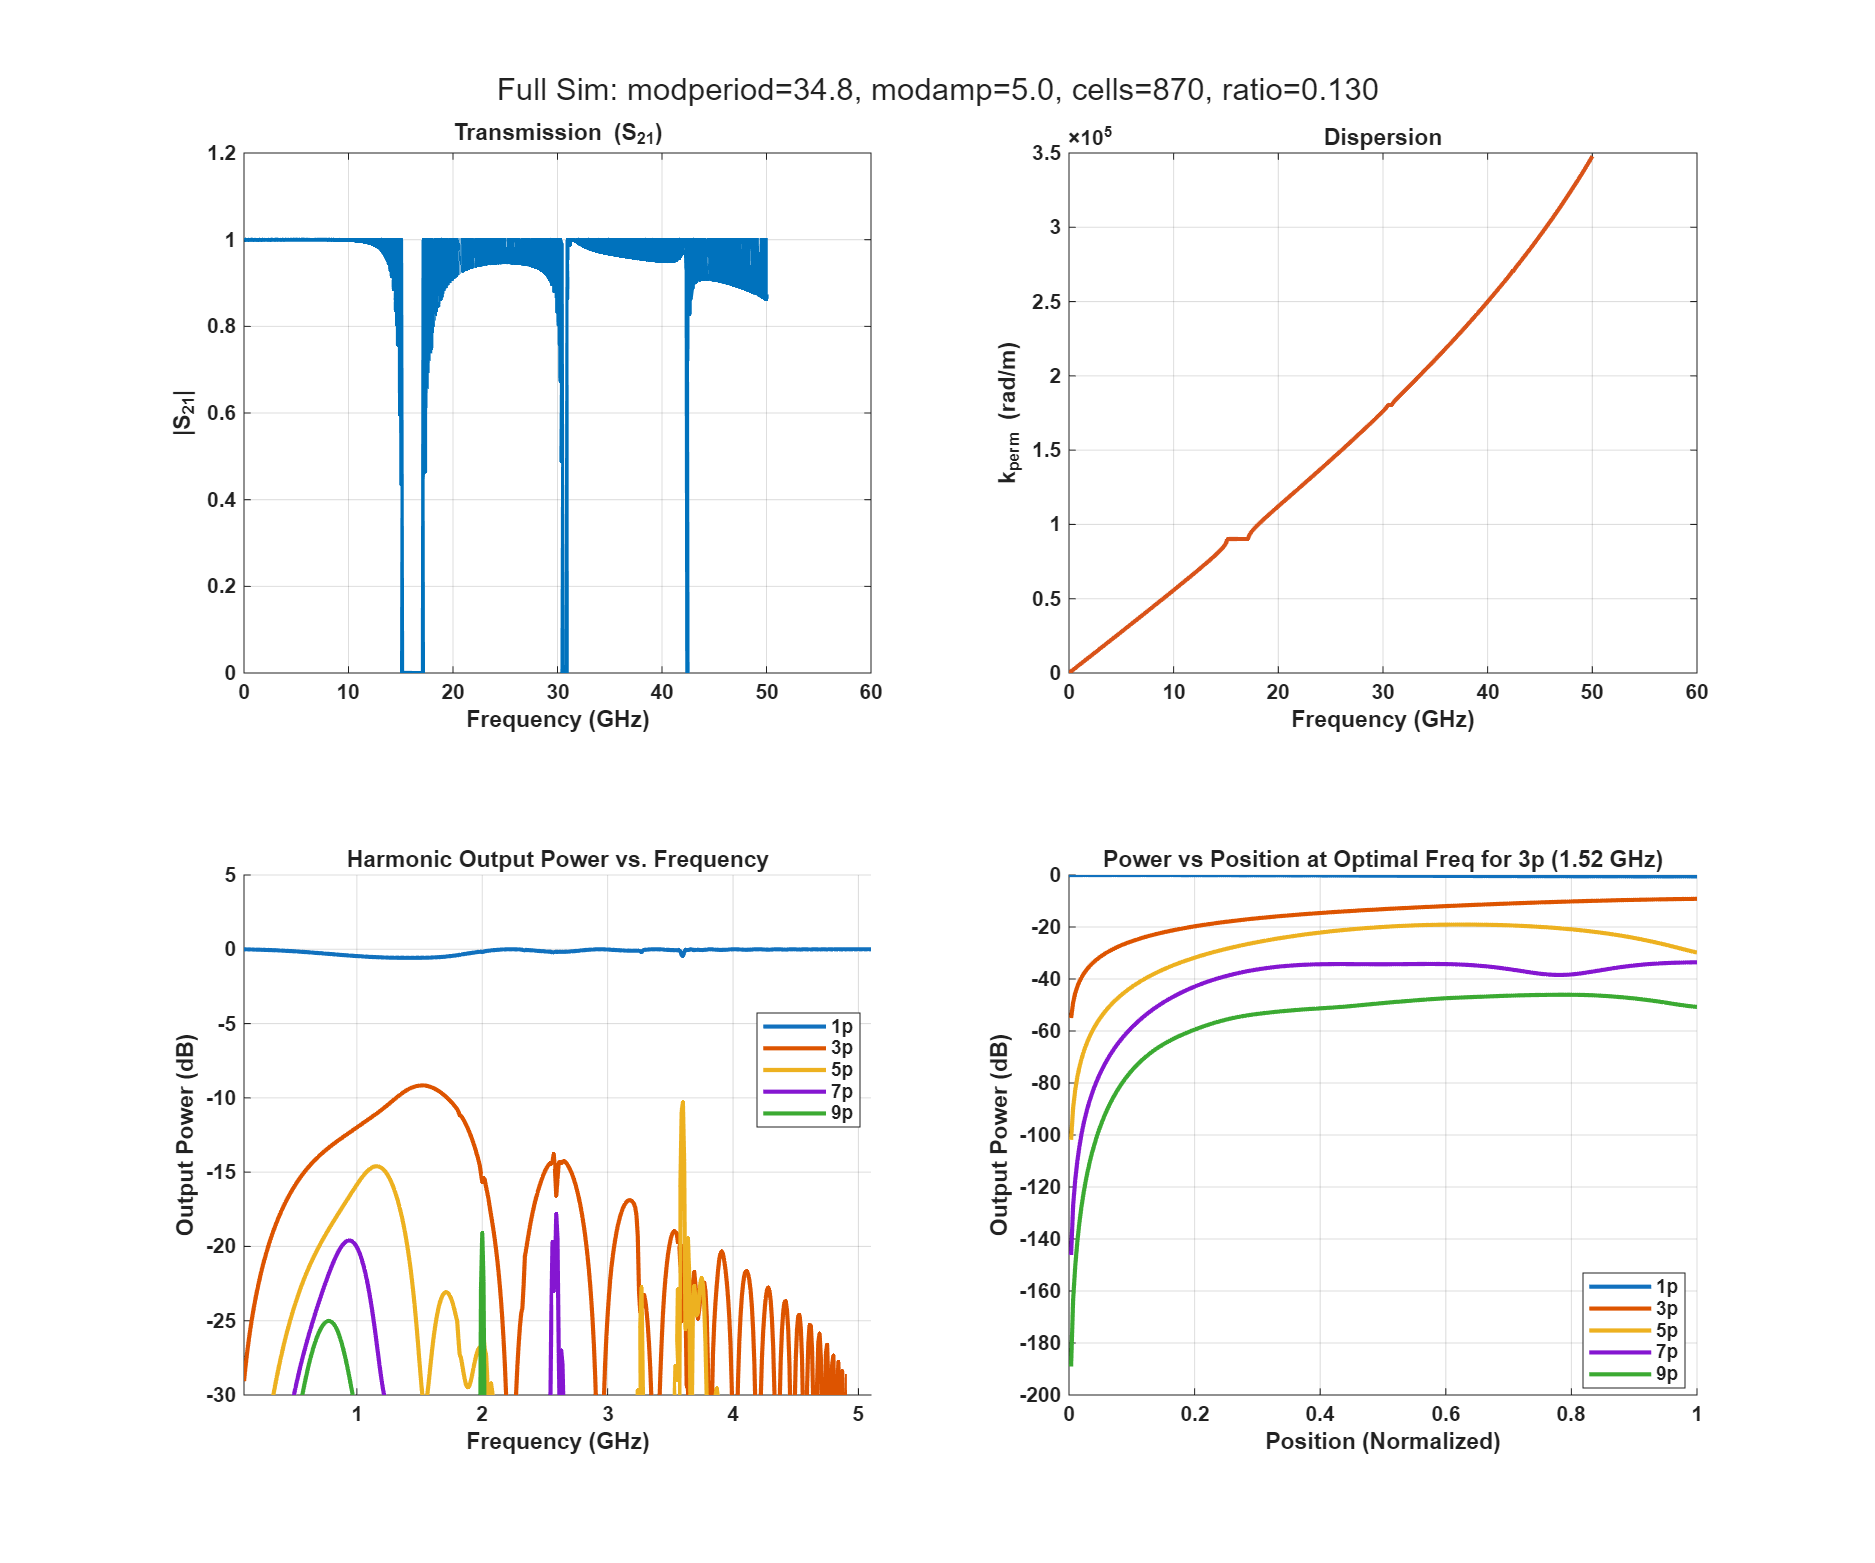 Full Sim: modperiod=34.8, modamp=5.0, cells=870, ratio=0.130
Transmission (S21)
1.2
1
0.8
0.6
0.4
0.2
0
0 10 20 30 40 50 60
|S21|
Frequency (GHz)
×10^5
Dispersion
3.5
3
2.5
2
1.5
1
0.5
0
0 10 20 30 40 50 60
kperm (rad/m)
Frequency (GHz)
Harmonic Output Power vs. Frequency
5
0
-5
-10
-15
-20
-25
-30
1 2 3 4 5
Output Power (dB)
Frequency (GHz)
1p
3p
5p
7p
9p
Power vs Position at Optimal Freq for 3p (1.52 GHz)
0
-20
-40
-60
-80
-100
-120
-140
-160
-180
-200
0 0.2 0.4 0.6 0.8 1
Output Power (dB)
Position (Normalized)
1p
3p
5p
7p
9p